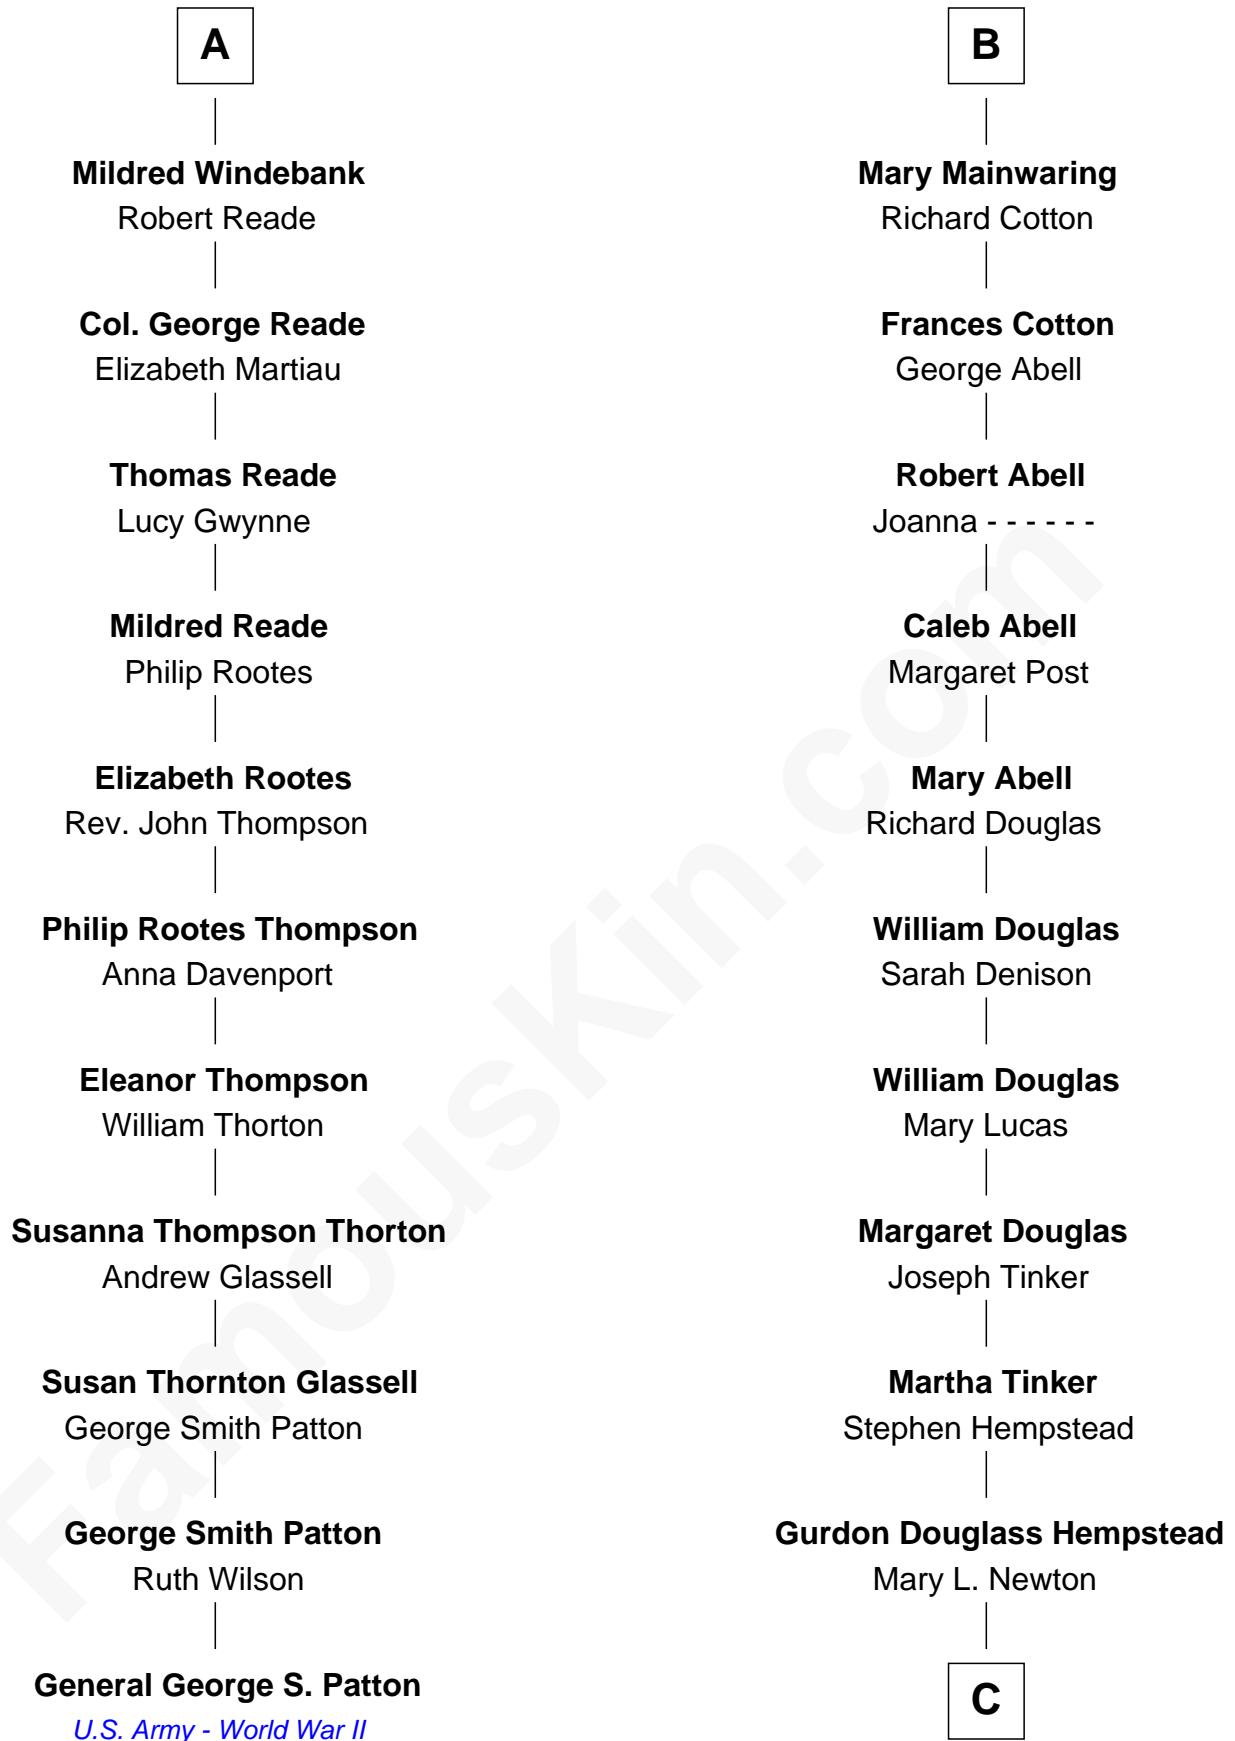 A
Mildred Windebank
Robert Reade
Col. George Reade
Elizabeth Martiau
Thomas Reade
Lucy Gwynne
Mildred Reade
Philip Rootes
Elizabeth Rootes
Rev. John Thompson
Philip Rootes Thompson
Anna Davenport
Eleanor Thompson
William Thorton
Susanna Thompson Thorton
Andrew Glassell
Susan Thornton Glassell
George Smith Patton
George Smith Patton
Ruth Wilson
General George S. Patton
U.S. Army - World War II
B
Mary Mainwaring
Richard Cotton
Frances Cotton
George Abell
Robert Abell
Joanna - - - - - -
Caleb Abell
Margaret Post
Mary Abell
Richard Douglas
William Douglas
Sarah Denison
William Douglas
Mary Lucas
Margaret Douglas
Joseph Tinker
Martha Tinker
Stephen Hempstead
Gurdon Douglass Hempstead
Mary L. Newton
C
FamousKin.com